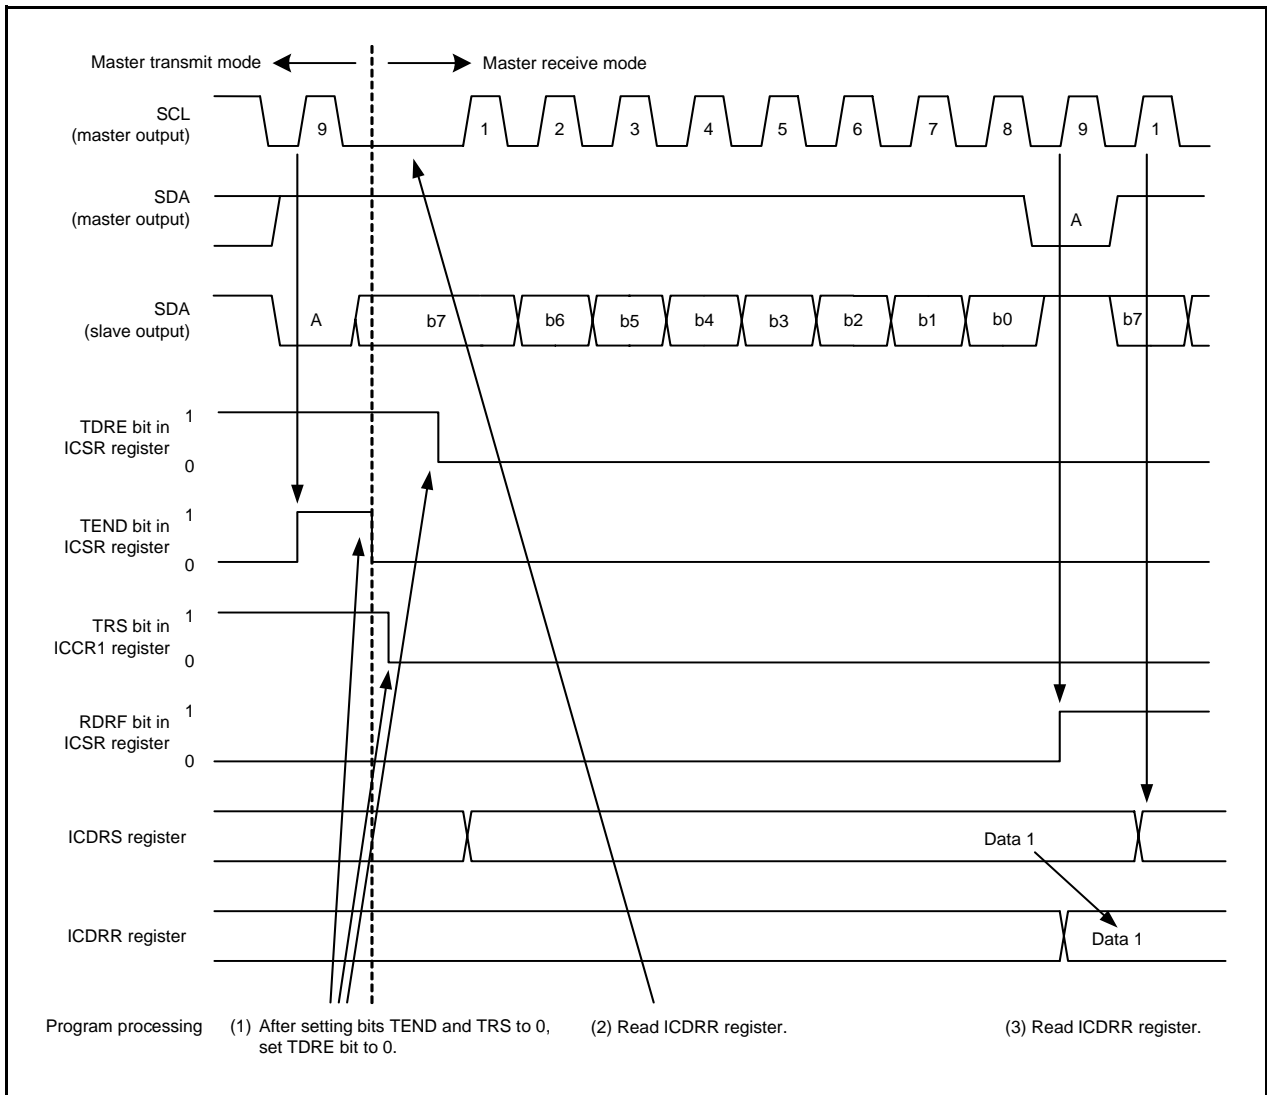 Master transmit mode
Master receive mode
SCL
(master output)
9
1
2
3
4
5
6
7
8
9
1
SDA
(master output)
A
SDA
(slave output)
A
b7
b6
b5
b4
b3
b2
b1
b0
b7
TDRE bit in
ICSR register
1
0
TEND bit in
ICSR register
1
0
TRS bit in
ICCR1 register
1
0
RDRF bit in
ICSR register
1
0
ICDRS register
Data 1
ICDRR register
Data 1
Program processing
(1) After setting bits TEND and TRS to 0,
set TDRE bit to 0.
(2) Read ICDRR register.
(3) Read ICDRR register.